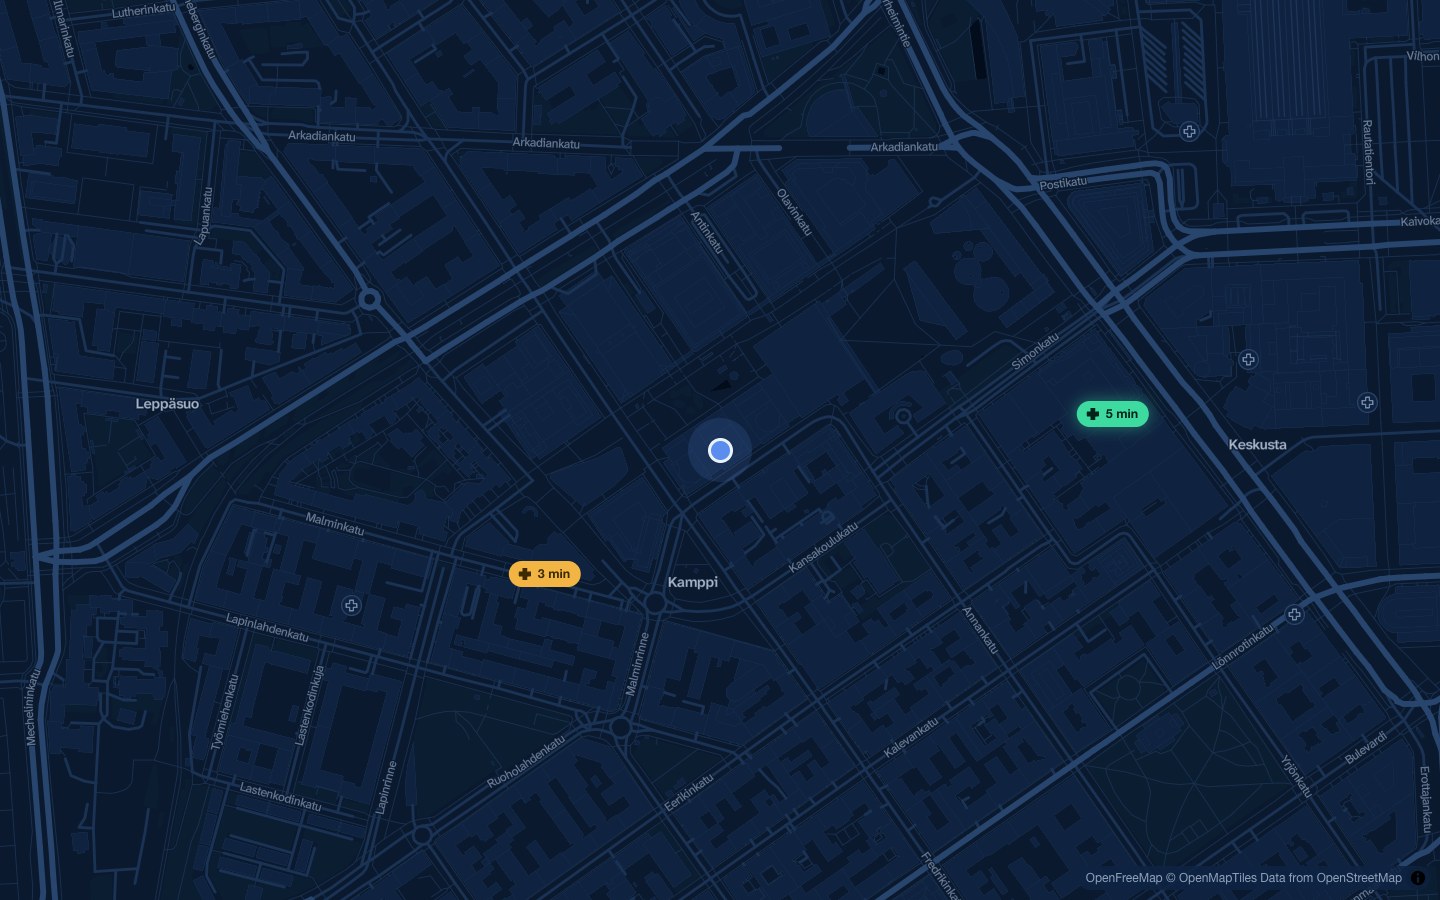 Lutherinkatu
Ilmarinkatu
Vilhon
Arkadiankatu
Arkadiankatu
Arkadiankatu
Rautatientori
Postikatu
Lapuankatu
Olavinkatu
Antinkatu
Kaivoka
Simonkatu
Leppäsuo
5 min
Keskusta
Malminkatu
Kansakoulukatu
3 min
Kamppi
Lapinlahdenkatu
Annankatu
Lönnrotinkatu
Malminrinne
Mechelininkatu
Työmiehenkatu
Lastenkodinkuja
Kalevankatu
Bulevardi
Ruoholahdenkatu
Yrjönkatu
Eerikinkatu
Lapinrinne
Lastenkodinkatu
Erottajankatu
Fredrikinka
OpenFreeMap © OpenMapTiles Data from OpenStreetMap